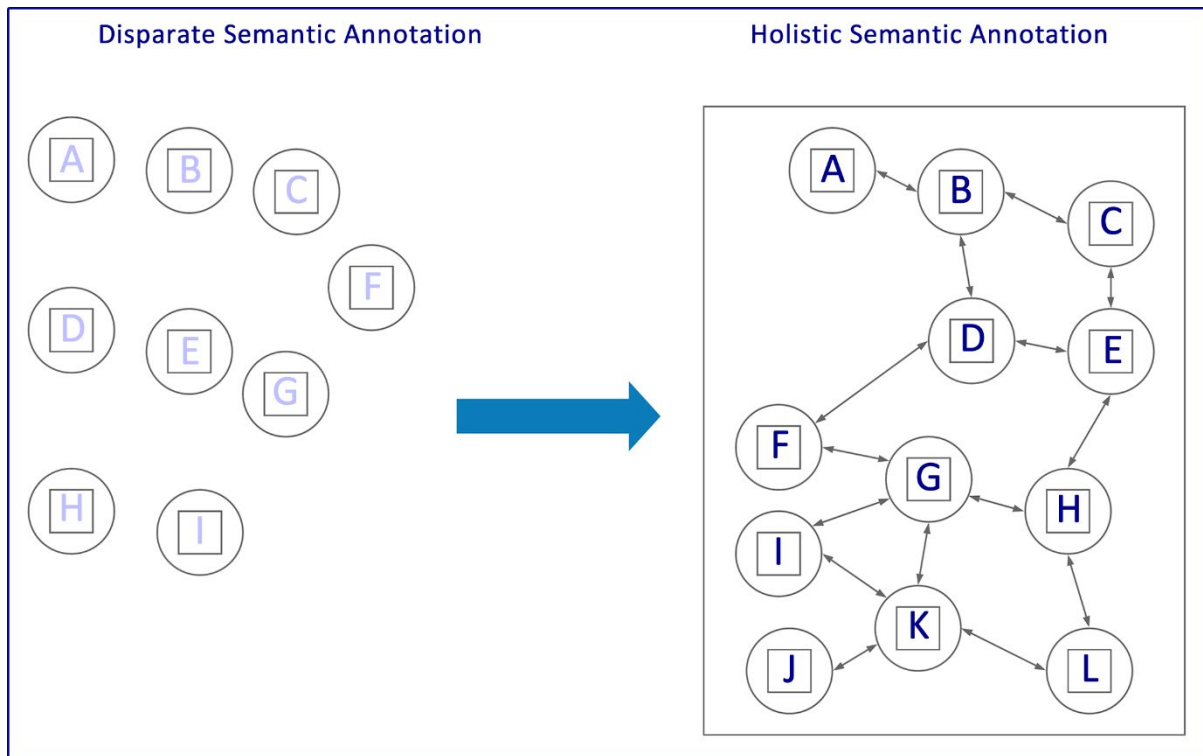 Disparate Semantic Annotation
Holistic Semantic Annotation
A
B
C
F
D
E
G
H
I
A
B
C
D
E
F
G
H
I
K
J
L